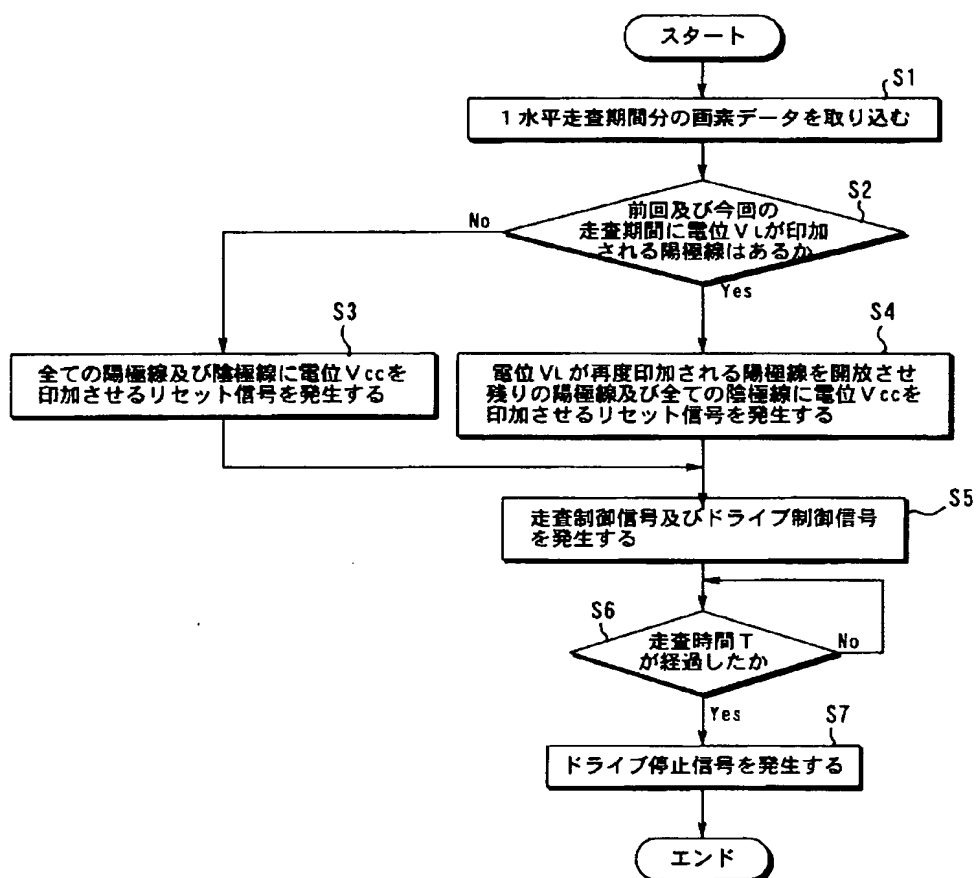 スタート
S1
1水平走査期間分の画素データを取り込む
S2
前回及び今回の
走査期間に電位VLが印加
される陽極線はあるか
No
Yes
S3
全ての陽極線及び陰極線に電位Vccを
印加させるリセット信号を発生する
S4
電位VLが再度印加される陽極線を開放させ
残りの陽極線及び全ての陰極線に電位Vccを
印加させるリセット信号を発生する
S5
走査制御信号及びドライブ制御信号
を発生する
S6
走査時間T
が経過したか
No
Yes
S7
ドライブ停止信号を発生する
エンド